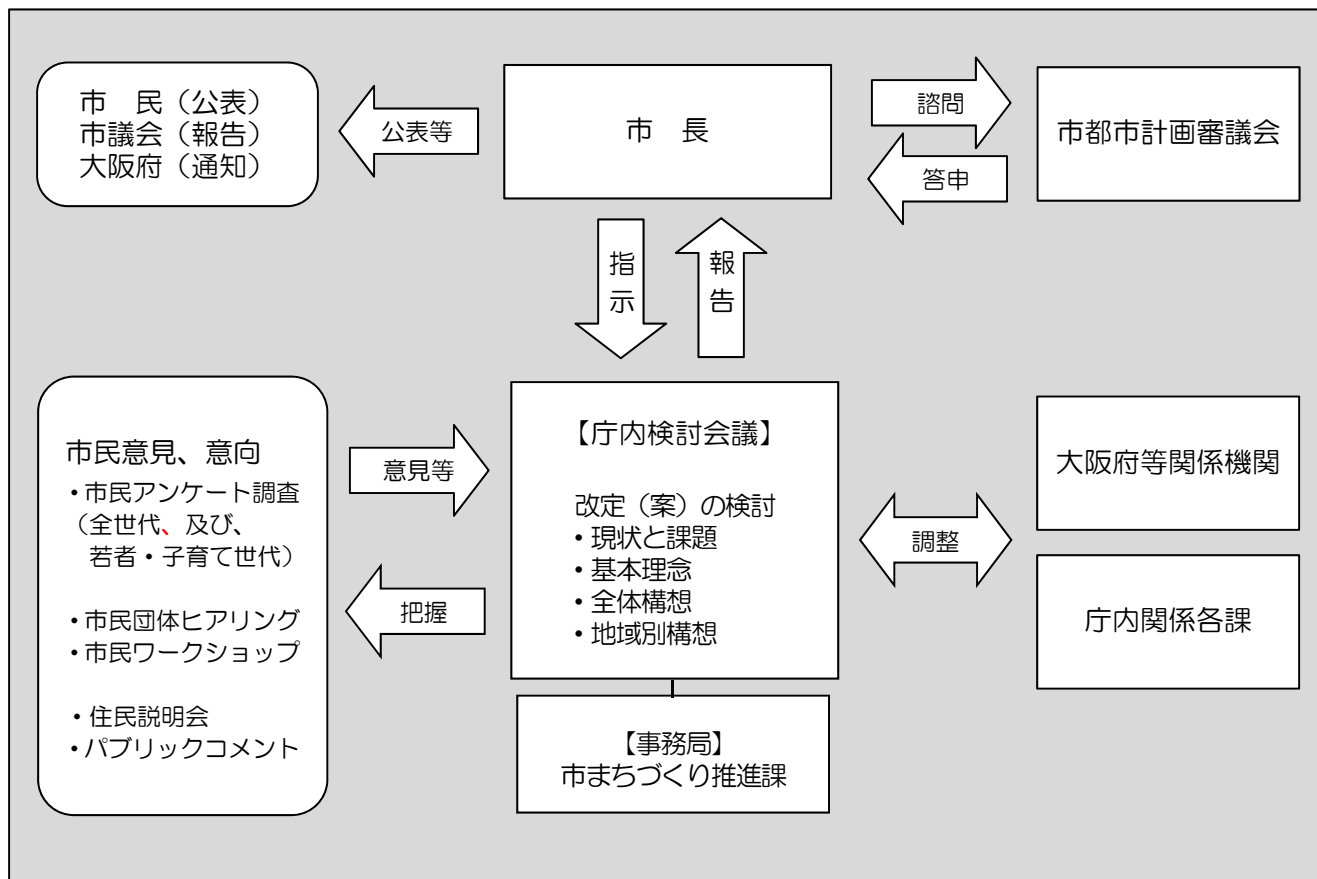 市　民（公表）
市議会（報告）
大阪府（通知）
公表等
市　長
諮問
答申
市都市計画審議会
指示
報告
市民意見、意向
・市民アンケート調査
（全世代、及び、
若者・子育て世代）
・市民団体ヒアリング
・市民ワークショップ
・住民説明会
・パブリックコメント
意見等
把握
【庁内検討会議】
改定（案）の検討
・現状と課題
・基本理念
・全体構想
・地域別構想
【事務局】
市まちづくり推進課
調整
大阪府等関係機関
庁内関係各課